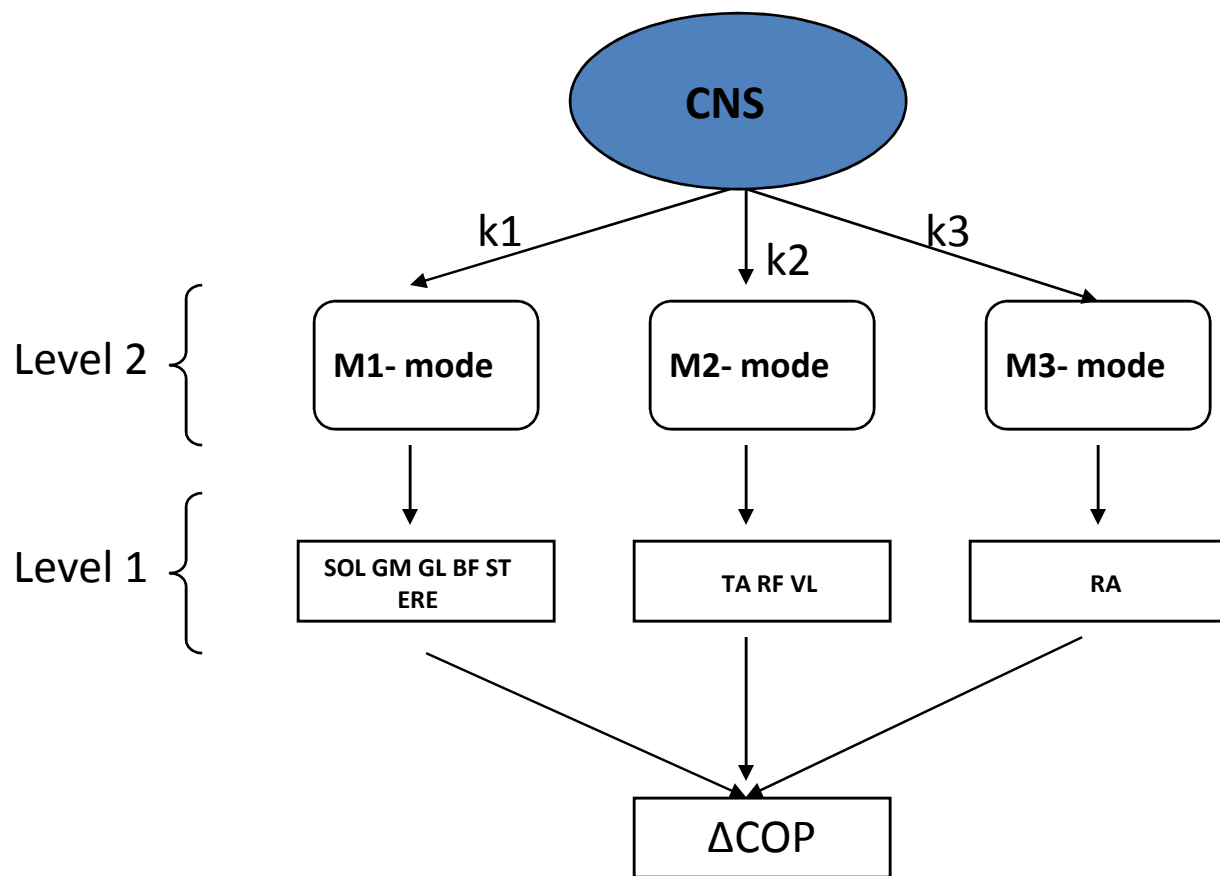 CNS
k1
k2
k3
Level 2
M1- mode
M2- mode
M3- mode
Level 1
SOL GM GL BF ST
ERE
TA RF VL
RA
ΔCOP